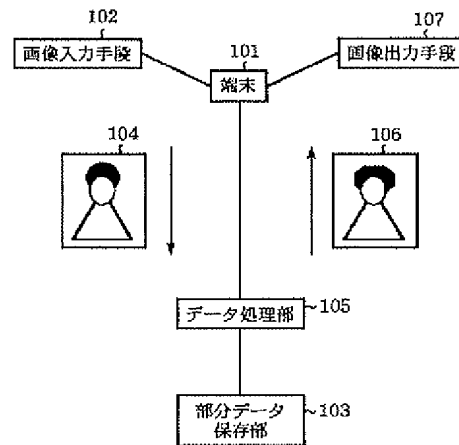 102
画像入力手段
101
端末
107
画像出力手段
104
106
データ処理部
105
部分データ
保存部
103